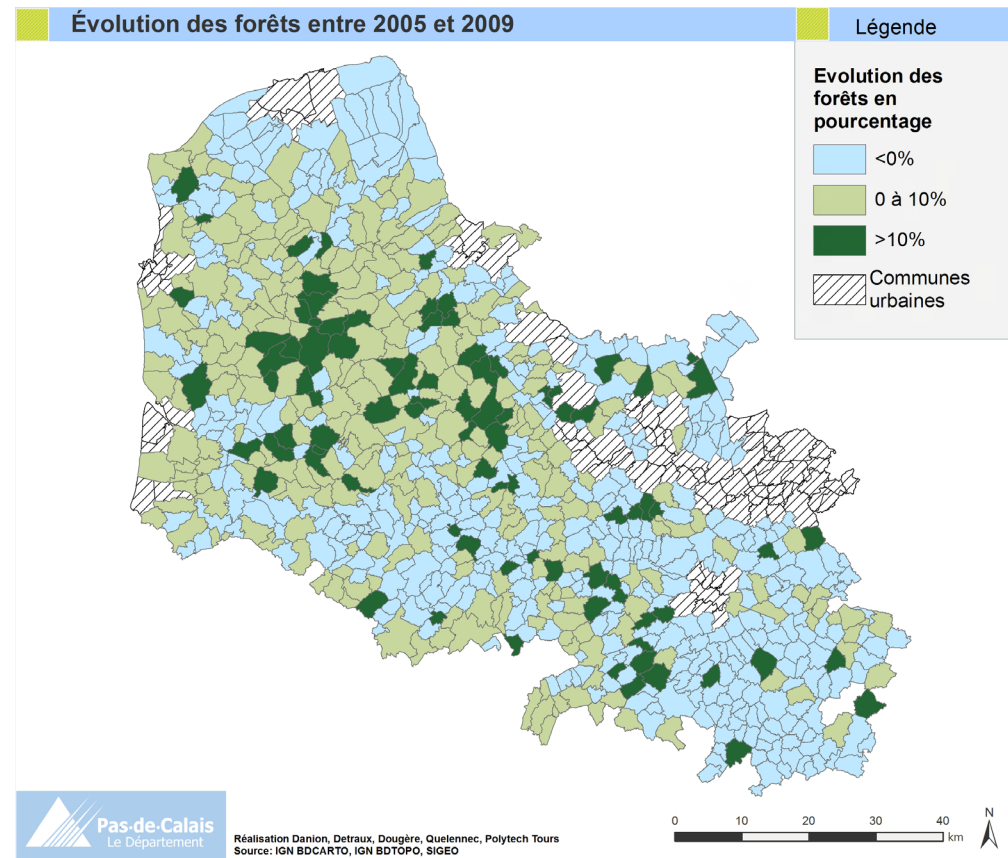 Évolution des forêts entre 2005 et 2009
Légende
Evolution des
forêts en
pourcentage
<0%
0 à 10%
>10%
Communes
urbaines
Pas-de-Calais
Le Département
Réalisation Danion, Detraux, Dougère, Quelennec, Polytech Tours
Source: IGN BDCARTO, IGN BDTOPO, SIGEO
0 10 20 30 40
km
N